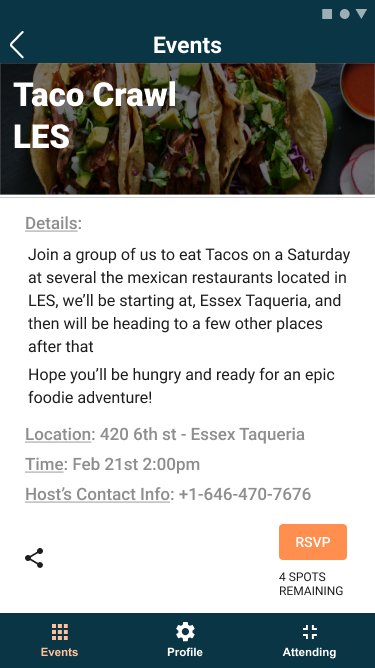 Events
Taco Crawl
LES
Details:
Join a group of us to eat Tacos on a Saturday
at several the mexican restaurants located in
LES, we'll be starting at, Essex Taqueria, and
then will be heading to a few other places
after that
Hope you'll be hungry and ready for an epic
foodie adventure!
Location: 420 6th st - Essex Taqueria
Time: Feb 21st 2:00pm
Host's Contact Info: +1-646-470-7676
RSVP
4 SPOTS
REMAINING
Events Profile Attending